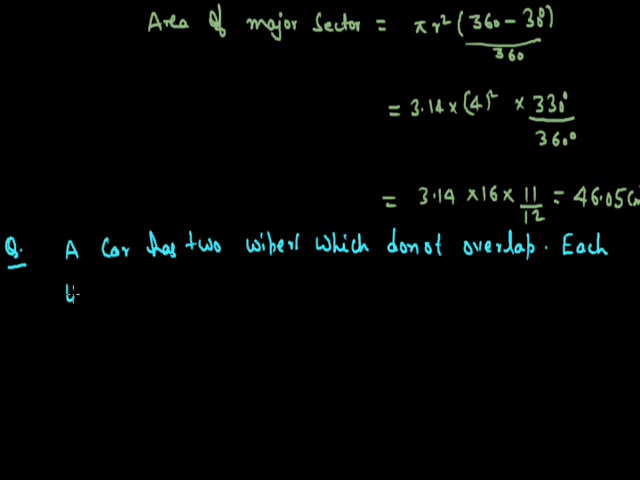 Area of major Sector = πr² (360 - 30°) / 360
= 3.14 × (4)² × 330° / 360°
= 3.14 × 16 × 11 / 12 = 46.05 cm
Q. A Car has two wipers which donot overlap. Each